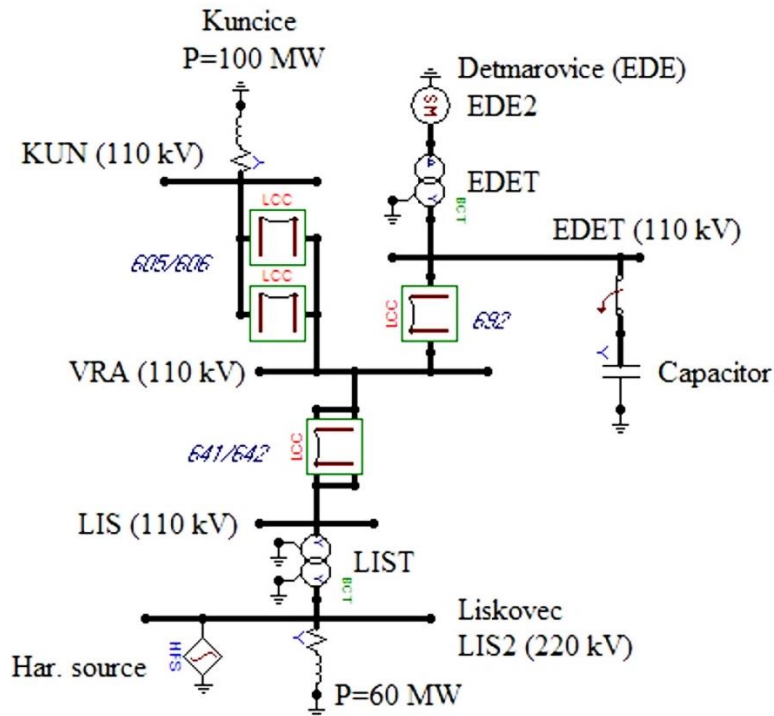 Kuncice
P=100 MW
Detmarovice (EDE)
SM
EDE2
KUN (110 kV)
Y
A
Y
EDET
BCT
LCC
EDET (110 kV)
605/606
LCC
LCC
692
Y
VRA (110 kV)
Capacitor
LCC
641/642
LIS (110 kV)
Y
Y
LIST
BCT
Liskovec
LIS2 (220 kV)
Y
HFS
Har. source
P=60 MW